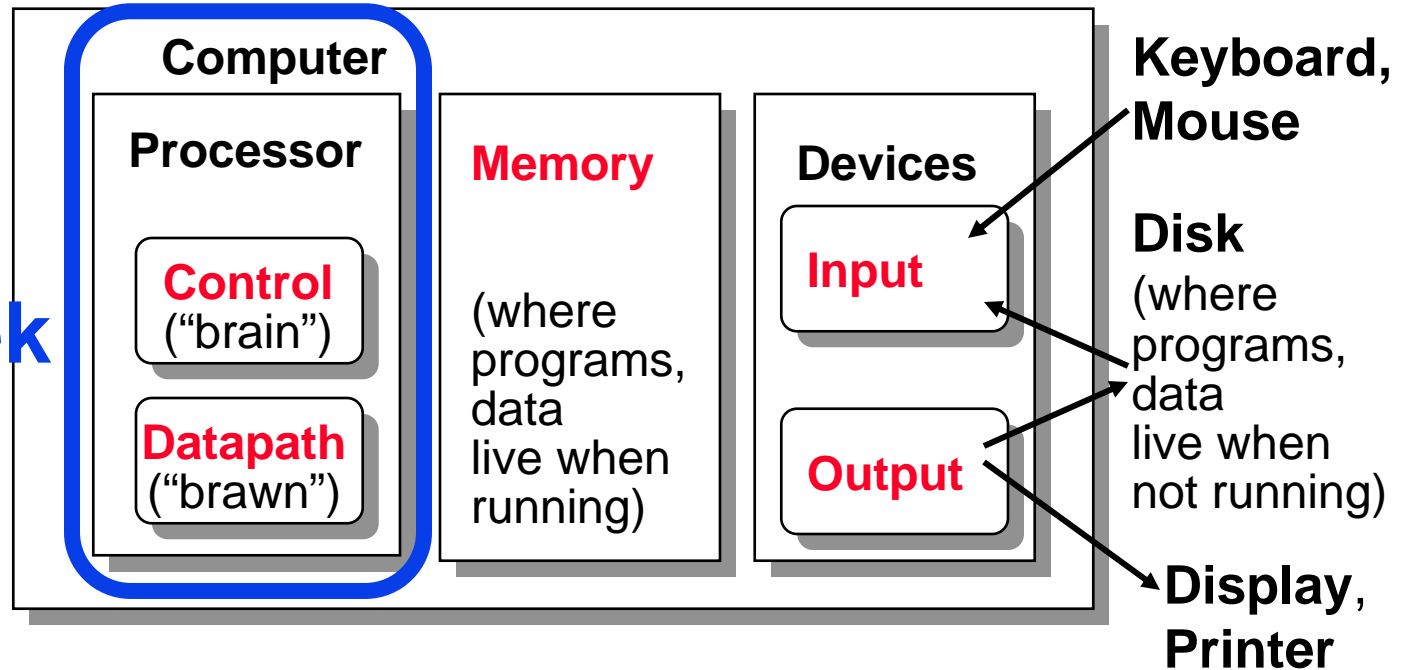 Computer
Processor
Control
(“brain”)
Datapath
(“brawn”)
Memory
(where
programs,
data
live when
running)
Devices
Input
Output
Keyboard,
Mouse
Disk
(where
programs,
data
live when
not running)
Display,
Printer